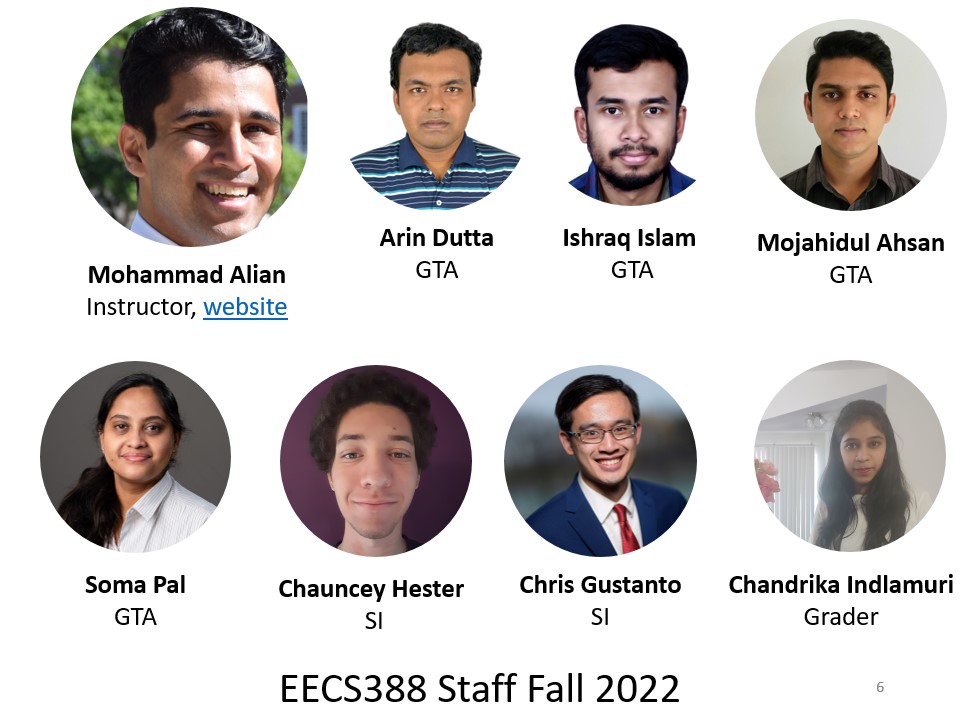 Mohammad Alian
Instructor, website
Arin Dutta
GTA
Ishraq Islam
GTA
Mojahidul Ahsan
GTA
Soma Pal
GTA
Chauncey Hester
SI
Chris Gustanto
SI
Chandrika Indlamuri
Grader
EECS388 Staff Fall 2022
6